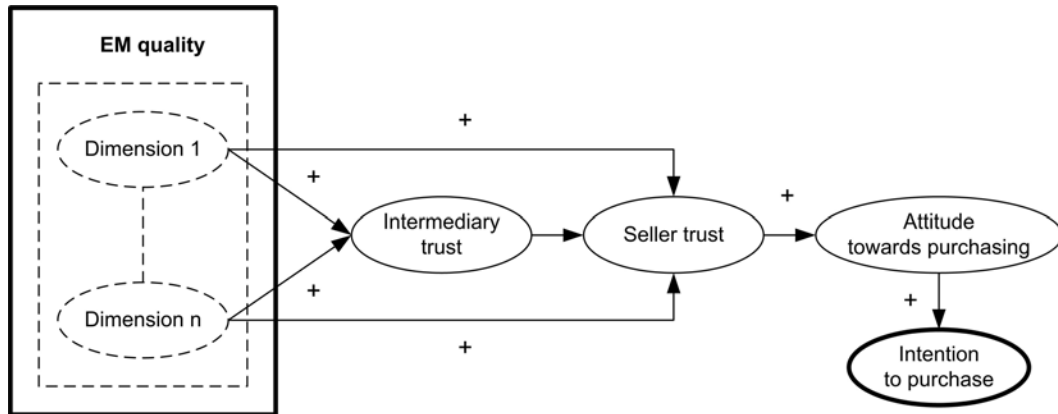 EM quality
Dimension 1
Dimension n
+
+
+
+
Intermediary
trust
Seller trust
+
Attitude
towards purchasing
+
Intention
to purchase